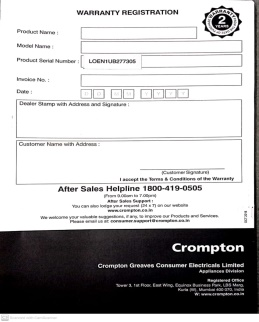 WARRANTY REGISTRATION
WARRANTY
2
YEARS
Product Name :
Model Name :
Product Serial Number : LOEN1UB277305
Invoice No. :
Date : D D M M Y Y Y Y
Dealer Stamp with Address and Signature :
Customer Name with Address :
(Customer Signature)
I accept the Terms & Conditions of the Warranty
After Sales Helpline 1800-419-0505
(From 9.00am to 7.00pm)
After Sales Support :
You can also lodge your request (24 x 7) on our website
www.crompton.co.in
We welcome your valuable suggestions, if any, to improve our Products and Services.
Please email us at: consumer.support@crompton.co.in
Crompton
Crompton Greaves Consumer Electricals Limited
Appliances Division
Registered Office
Tower 3, 1st Floor, East Wing, Equinox Business Park, LBS Marg,
Kurla (W), Mumbai 400 070, India
W: www.crompton.co.in